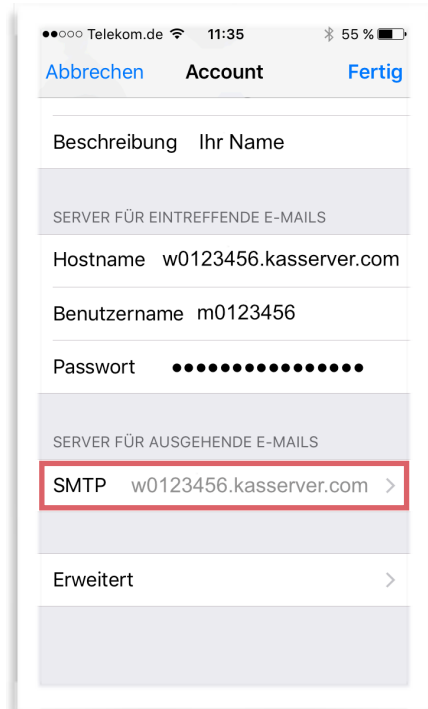 Telekom.de 11:35 55 %
Abbrechen Account Fertig
Beschreibung Ihr Name
SERVER FÜR EINTREFFENDE E-MAILS
Hostname w0123456.kasserver.com
Benutzername m0123456
Passwort ●●●●●●●●●●●●●●●●
SERVER FÜR AUSGEHENDE E-MAILS
SMTP w0123456.kasserver.com
Erweitert